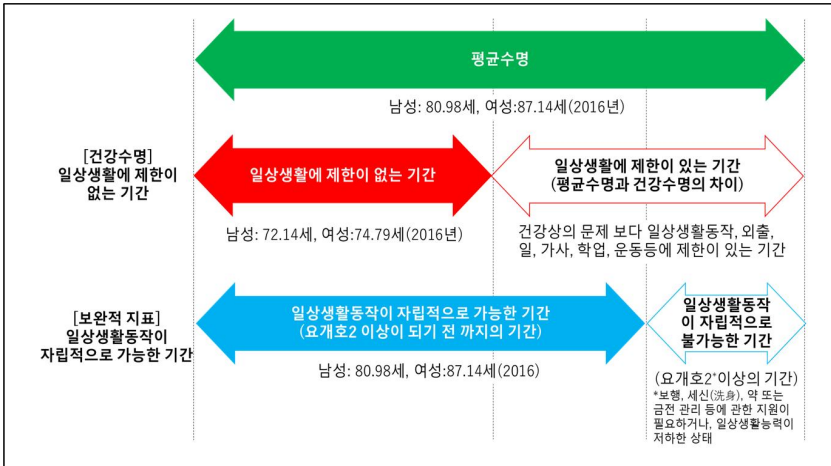 평균수명
남성: 80.98세, 여성:87.14세(2016년)
[건강수명]
일상생활에 제한이
없는 기간
일상생활에 제한이 없는 기간
일상생활에 제한이 있는 기간
(평균수명과 건강수명의 차이)
남성: 72.14세, 여성:74.79세(2016년)
건강상의 문제 보다 일상생활동작, 외출,
일, 가사, 학업, 운동등에 제한이 있는 기간
[보완적 지표]
일상생활동작이
자립적으로 가능한 기간
일상생활동작이 자립적으로 가능한 기간
(요개호2 이상이 되기 전 까지의 기간)
일상생활동작
이 자립적으로
불가능한 기간
남성: 80.98세, 여성:87.14세(2016)
(요개호2*이상의 기간)
*보행, 세신(洗身), 약 또는
금전 관리 등에 관한 지원이
필요하거나, 일상생활능력이
저하한 상태